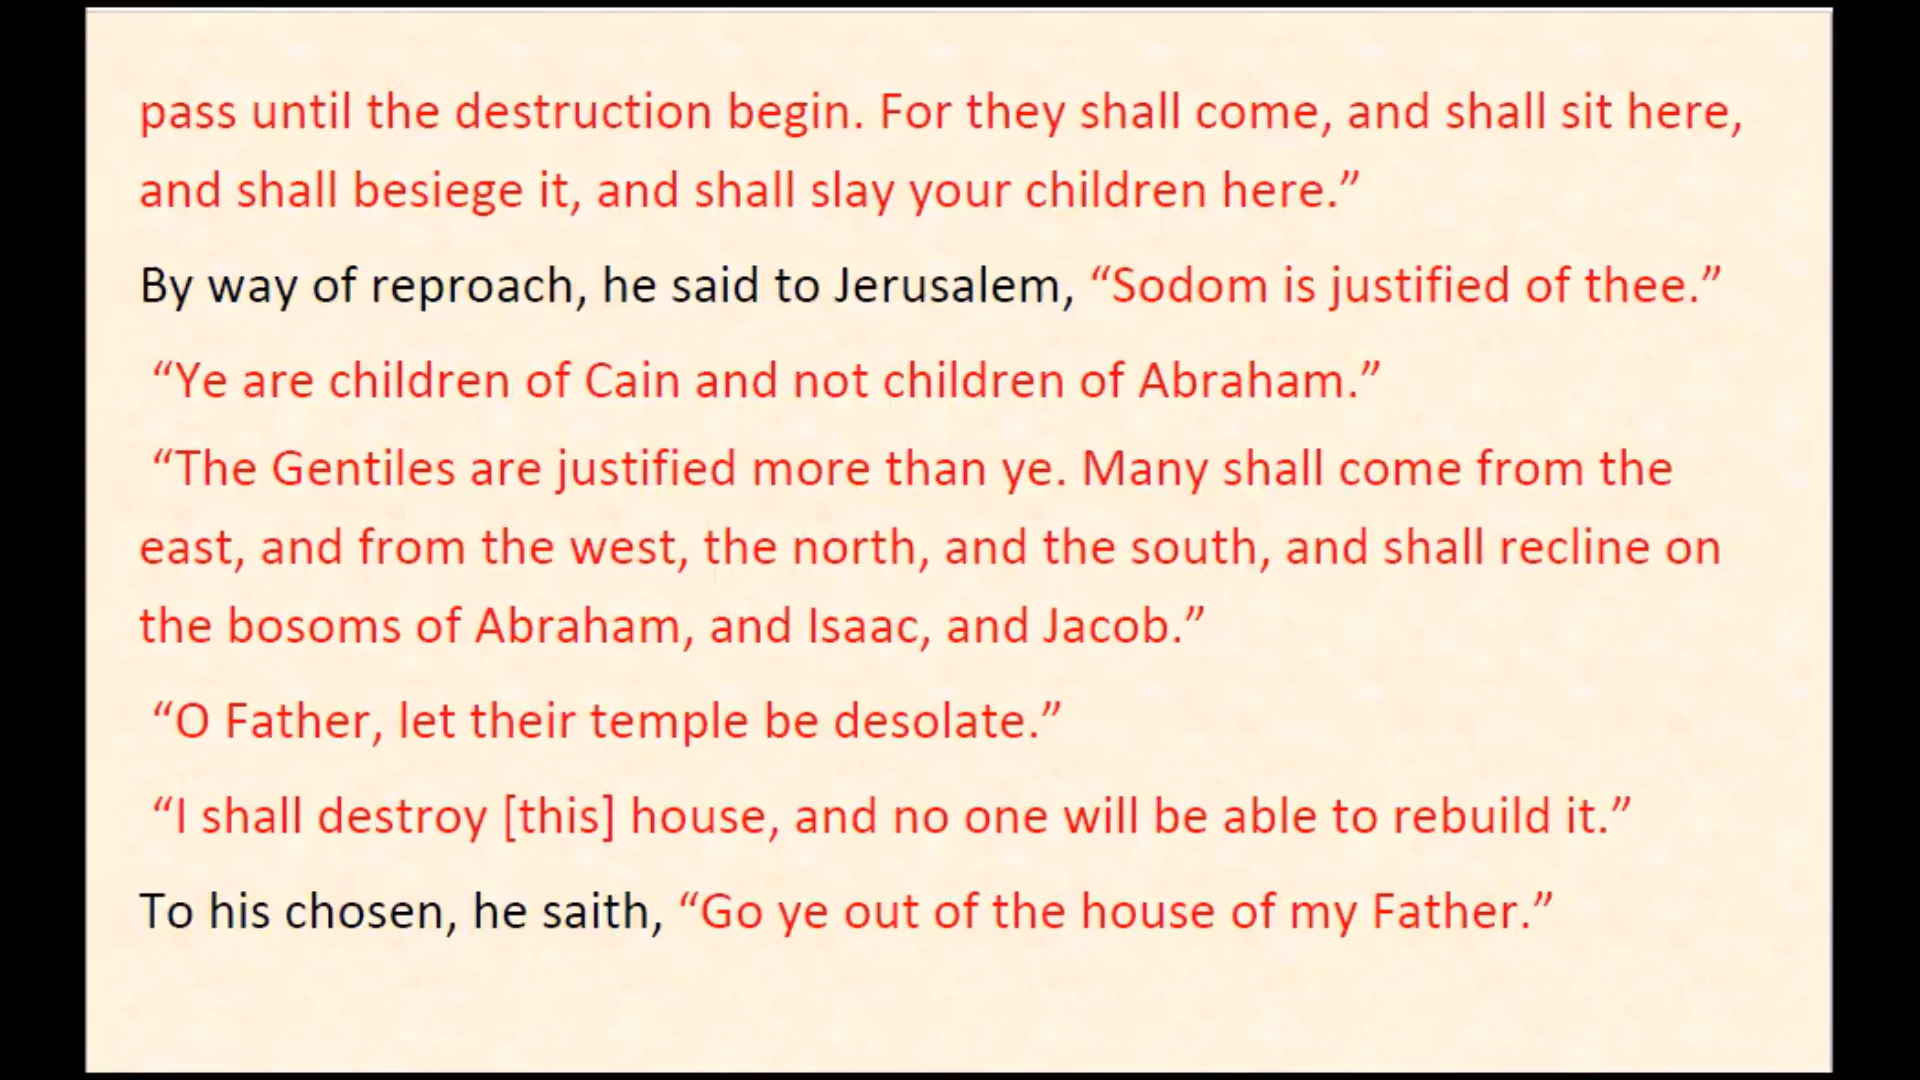 pass until the destruction begin. For they shall come, and shall sit here,
and shall besiege it, and shall slay your children here.”
By way of reproach, he said to Jerusalem, “Sodom is justified of thee.”
“Ye are children of Cain and not children of Abraham.”
“The Gentiles are justified more than ye. Many shall come from the
east, and from the west, the north, and the south, and shall recline on
the bosoms of Abraham, and Isaac, and Jacob.”
“O Father, let their temple be desolate.”
“I shall destroy [this] house, and no one will be able to rebuild it.”
To his chosen, he saith, “Go ye out of the house of my Father.”